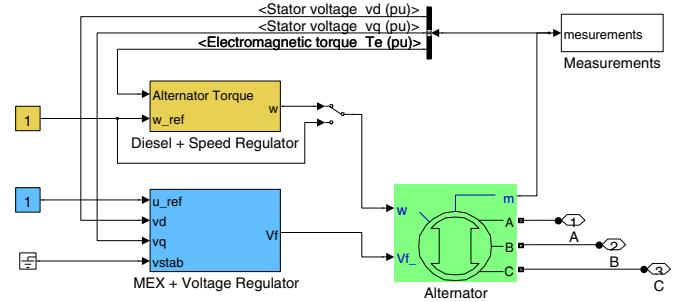 <Stator voltage vd (pu)>
<Stator voltage vq (pu)>
<Electromagnetic torque Te (pu)>
mesurements
Measurements
Alternator Torque
w_ref
w
1
Diesel + Speed Regulator
1
u_ref
vd
vq
vstab
Vf
MEX + Voltage Regulator
m
w
Vf_
A
B
C
Alternator
1
A
2
B
3
C